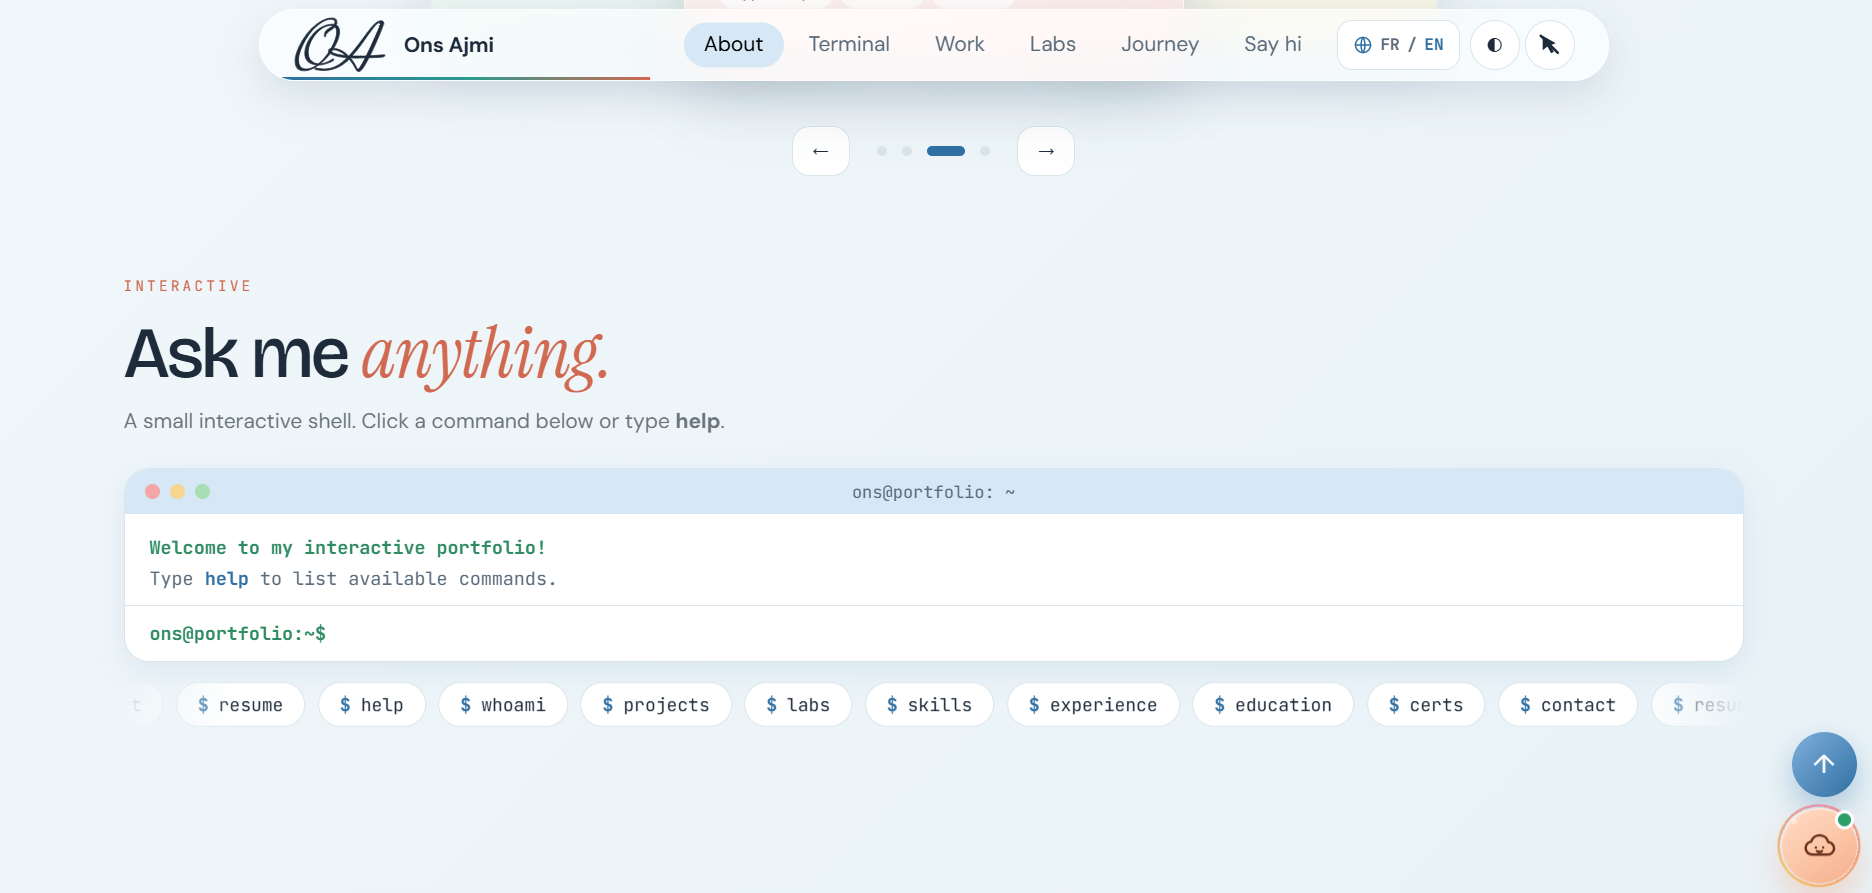 OA Ons Ajmi About Terminal Work Labs Journey Say hi FR / EN
← →
INTERACTIVE
Ask me anything.
A small interactive shell. Click a command below or type help.
ons@portfolio: ~
Welcome to my interactive portfolio!
Type help to list available commands.
ons@portfolio:~$
t $ resume $ help $ whoami $ projects $ labs $ skills $ experience $ education $ certs $ contact $ resu